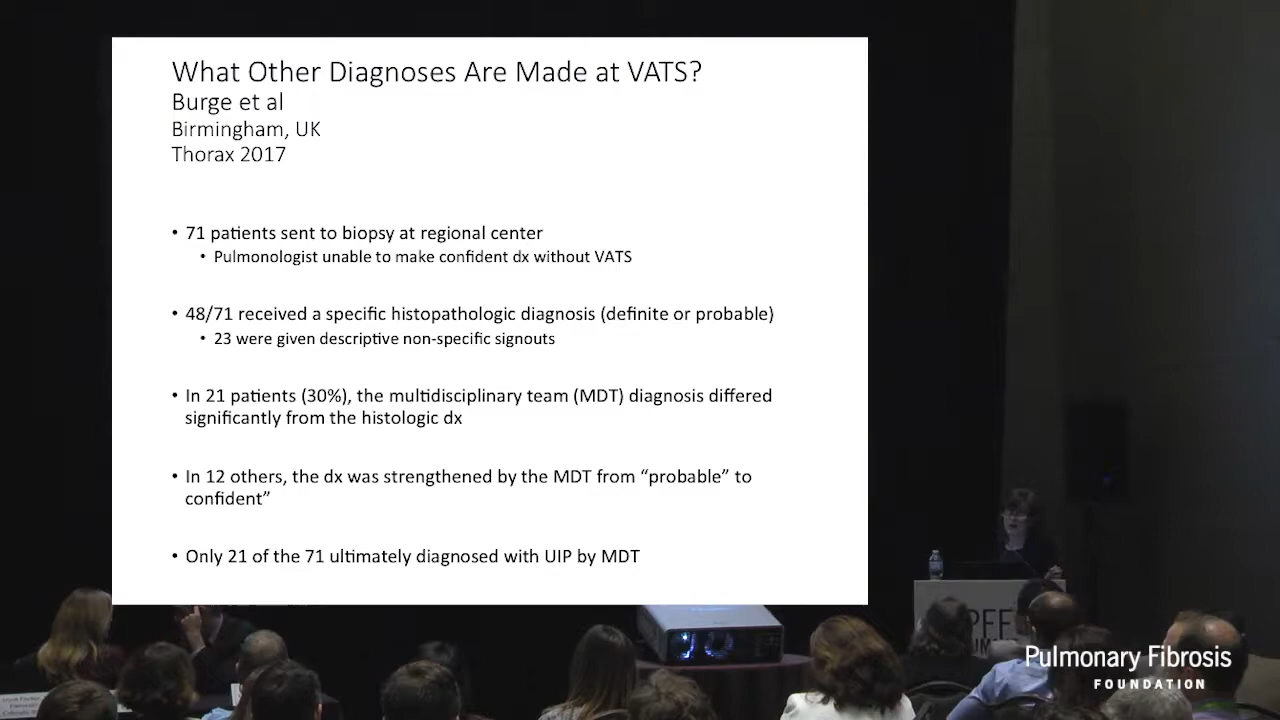 What Other Diagnoses Are Made at VATS?
Burge et al
Birmingham, UK
Thorax 2017
• 71 patients sent to biopsy at regional center
• Pulmonologist unable to make confident dx without VATS
• 48/71 received a specific histopathologic diagnosis (definite or probable)
• 23 were given descriptive non-specific signouts
• In 21 patients (30%), the multidisciplinary team (MDT) diagnosis differed
significantly from the histologic dx
• In 12 others, the dx was strengthened by the MDT from “probable” to
confident”
• Only 21 of the 71 ultimately diagnosed with UIP by MDT
PFF
Pulmonary Fibrosis
FOUNDATION